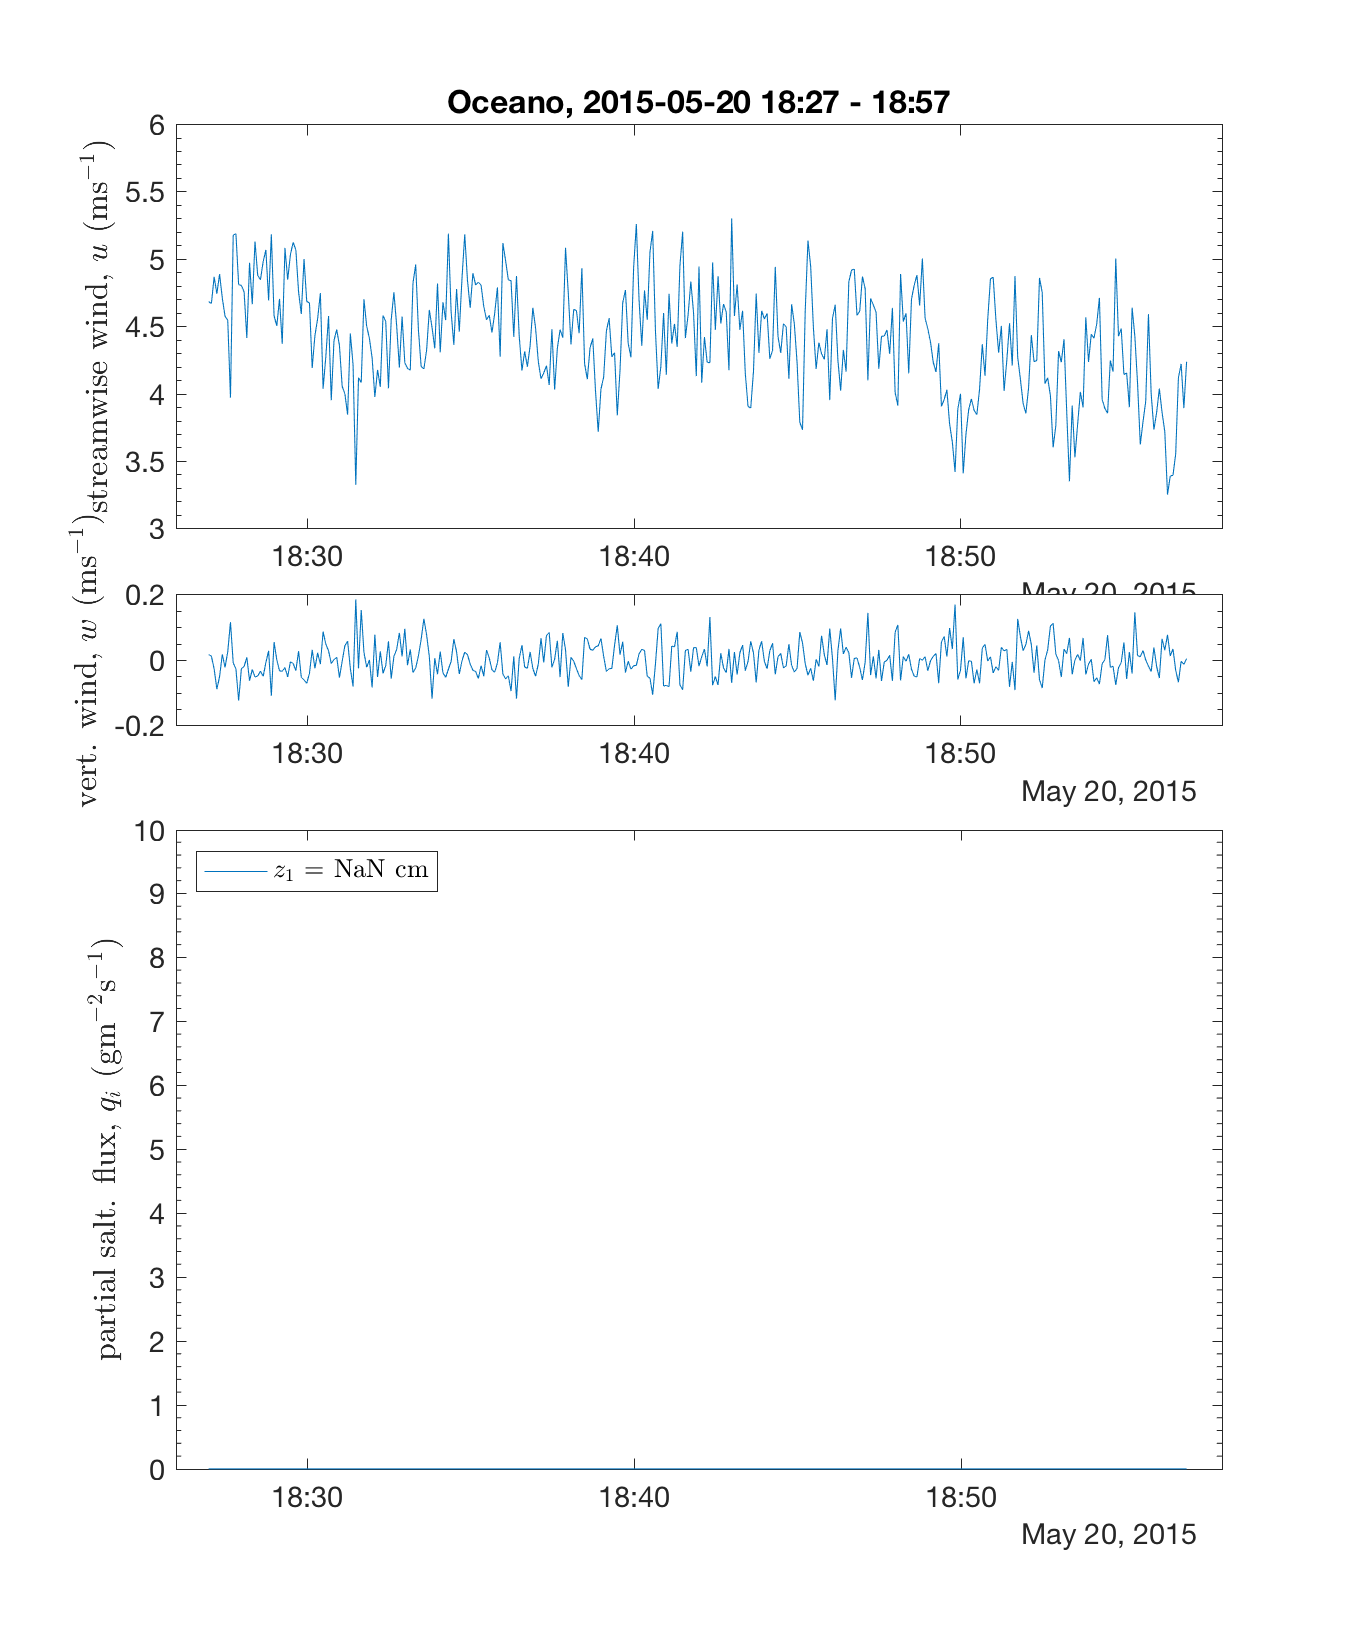 Oceano, 2015-05-20 18:27 - 18:57
streamwise wind, u (ms⁻¹)
6
5.5
5
4.5
4
3.5
3
18:30 18:40 18:50
May 20, 2015
vert. wind, w (ms⁻¹)
0.2
0
-0.2
18:30 18:40 18:50
May 20, 2015
partial salt. flux, qᵢ (gm⁻²s⁻¹)
10
9
8
7
6
5
4
3
2
1
0
z₁ = NaN cm
18:30 18:40 18:50
May 20, 2015